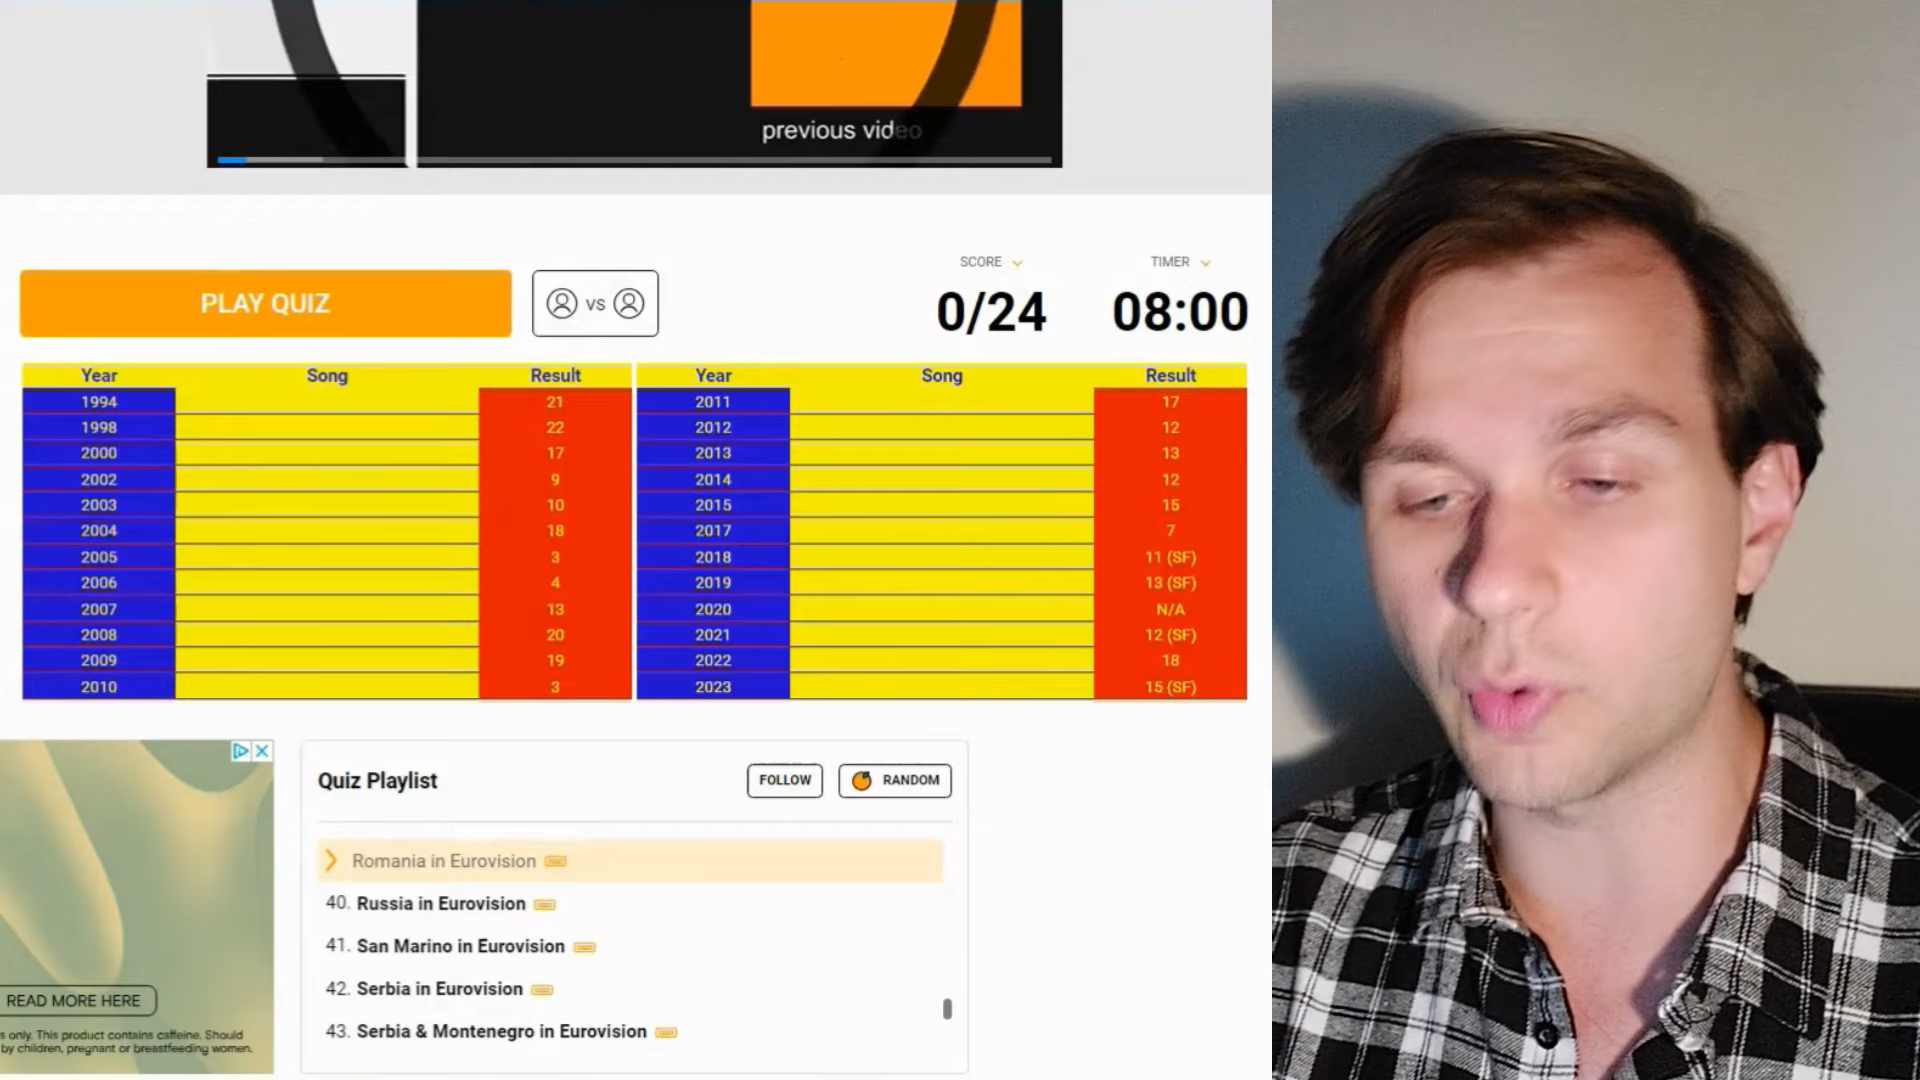 previous video
PLAY QUIZ
vs
SCORE
0/24
TIMER
08:00
Year Song Result Year Song Result
1994 21 2011 17
1998 22 2012 12
2000 17 2013 13
2002 9 2014 12
2003 10 2015 15
2004 18 2017 7
2005 3 2018 11 (SF)
2006 4 2019 13 (SF)
2007 13 2020 N/A
2008 20 2021 12 (SF)
2009 19 2022 18
2010 3 2023 15 (SF)
Quiz Playlist
FOLLOW
RANDOM
Romania in Eurovision
40. Russia in Eurovision
41. San Marino in Eurovision
42. Serbia in Eurovision
43. Serbia & Montenegro in Eurovision
READ MORE HERE
s only. This product contains caffeine. Should
by children, pregnant or breastfeeding women.